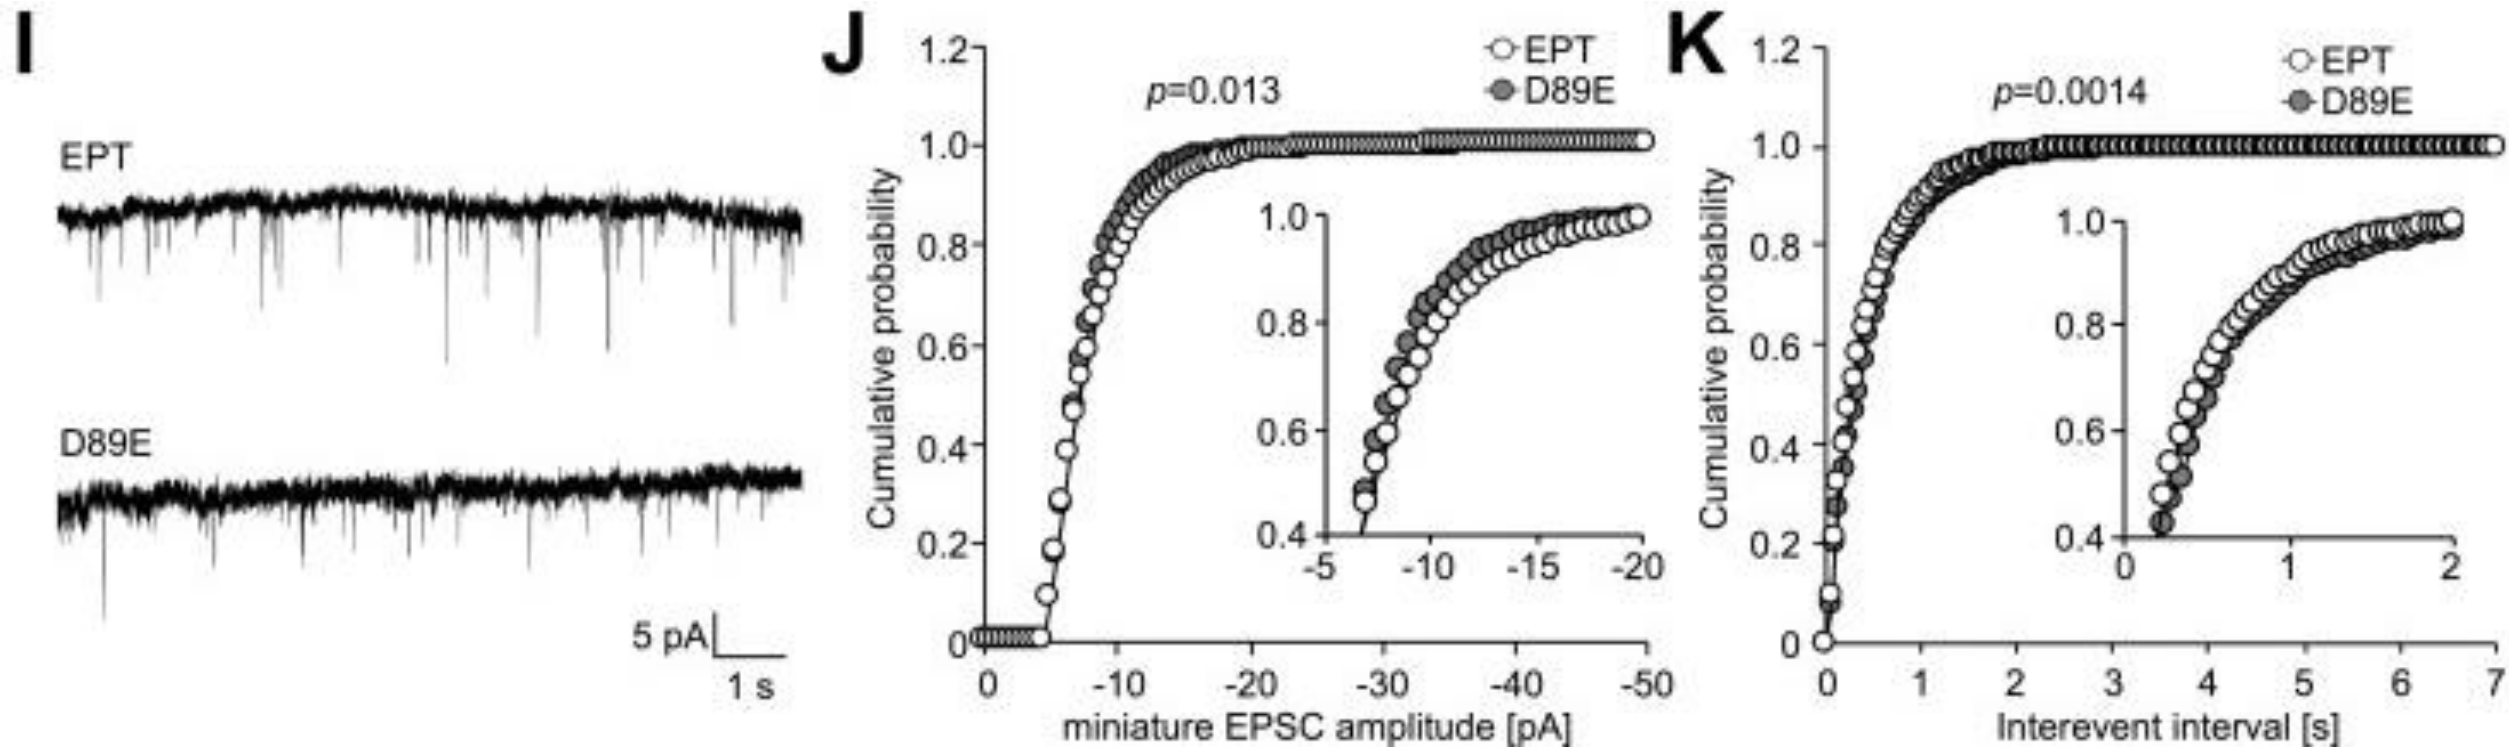 I
EPT
D89E
5 pA
1 s
J
1.2
1.0
0.8
0.6
0.4
0.2
0
Cumulative probability
p=0.013
EPT
D89E
1.0
0.8
0.6
0.4
-5 -10 -15 -20
0 -10 -20 -30 -40 -50
miniature EPSC amplitude [pA]
K
1.2
1.0
0.8
0.6
0.4
0.2
0
Cumulative probability
p=0.0014
EPT
D89E
1.0
0.8
0.6
0.4
0 1 2
0 1 2 3 4 5 6 7
Interevent interval [s]